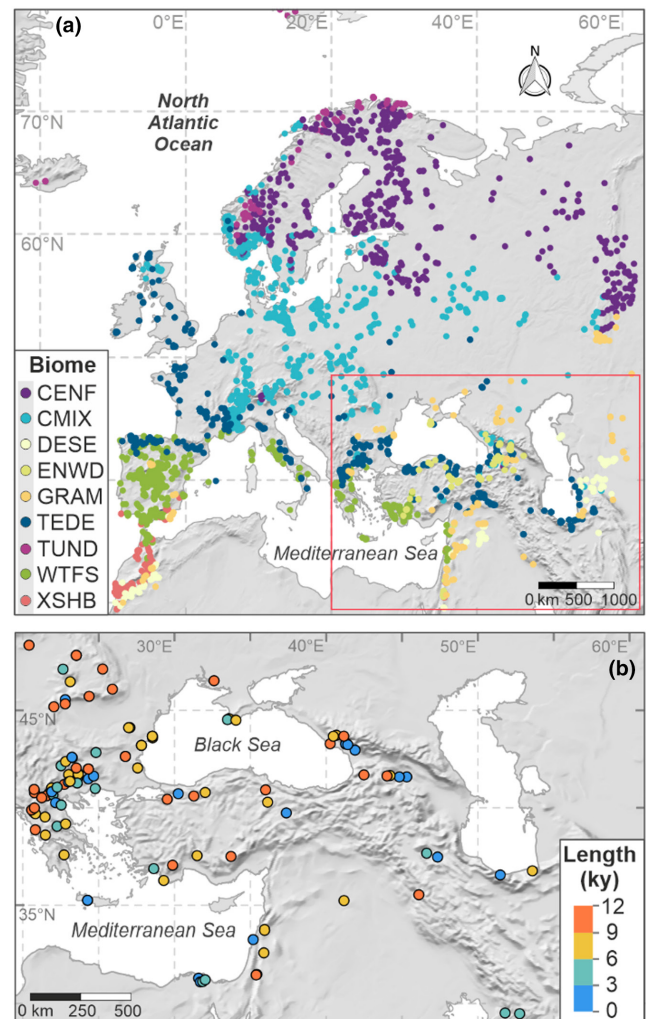 (a)
0°E 20°E 40°E 60°E
N
North
Atlantic
Ocean
70°N
60°N
Biome
CENF
CMIX
DESE
ENWD
GRAM
TEDE
TUND
WTFS
XSHB
Mediterranean Sea
0 km 500 1000
30°E 40°E 50°E 60°E
(b)
45°N
Black Sea
35°N
Mediterranean Sea
Length
(ky)
12
9
6
3
0
0 km 250 500